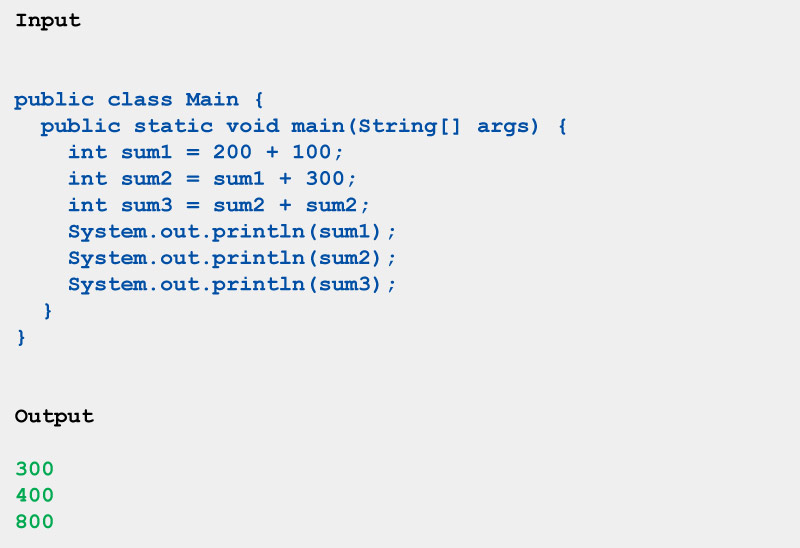 Input
public class Main {
  public static void main(String[] args) {
    int sum1 = 200 + 100;
    int sum2 = sum1 + 300;
    int sum3 = sum2 + sum2;
    System.out.println(sum1);
    System.out.println(sum2);
    System.out.println(sum3);
  }
}
Output
300
400
800